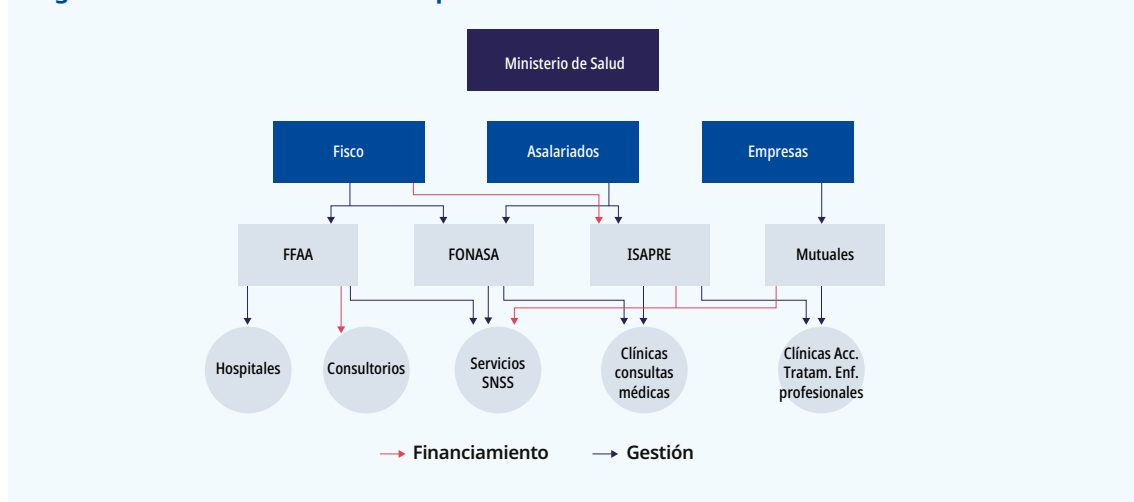 Ministerio de Salud
Fisco
Asalariados
Empresas
FFAA
FONASA
ISAPRE
Mutuales
Hospitales
Consultorios
Servicios
SNSS
Clínicas
consultas
médicas
Clínicas Acc.
Tratam. Enf.
profesionales
Financiamiento
Gestión